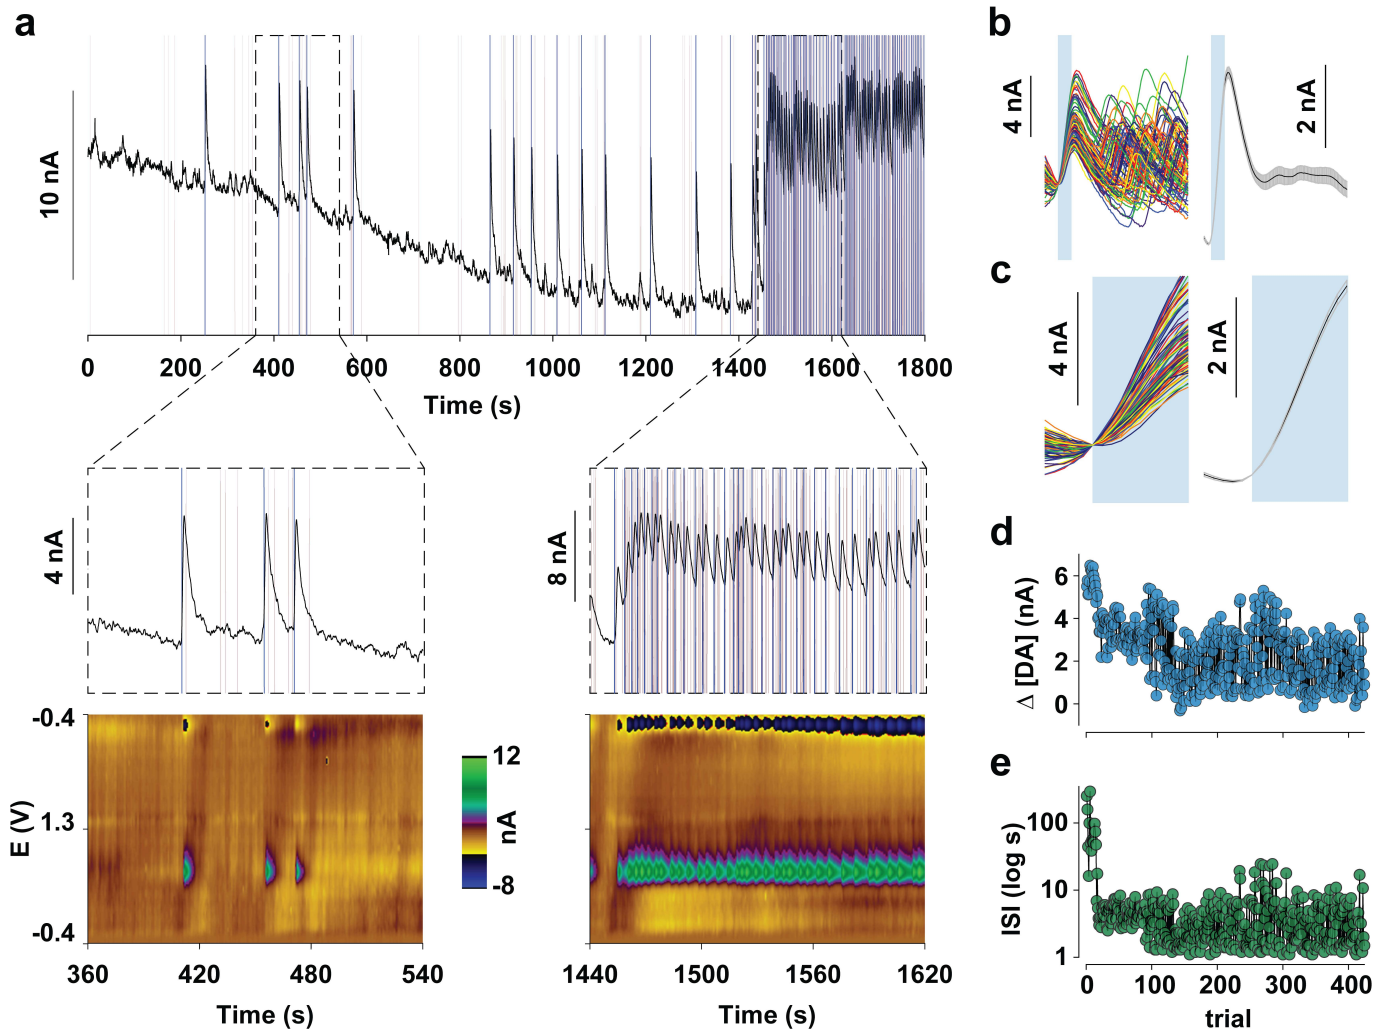 a
10 nA
0 200 400 600 800 1000 1200 1400 1600 1800
Time (s)
4 nA
8 nA
-0.4
1.3
-0.4
E (V)
12
nA
-8
360 420 480 540
Time (s)
1440 1500 1560 1620
Time (s)
b
4 nA
2 nA
c
4 nA
2 nA
d
6
4
2
0
Δ [DA] (nA)
e
100
10
1
ISI (log s)
0 100 200 300 400
trial